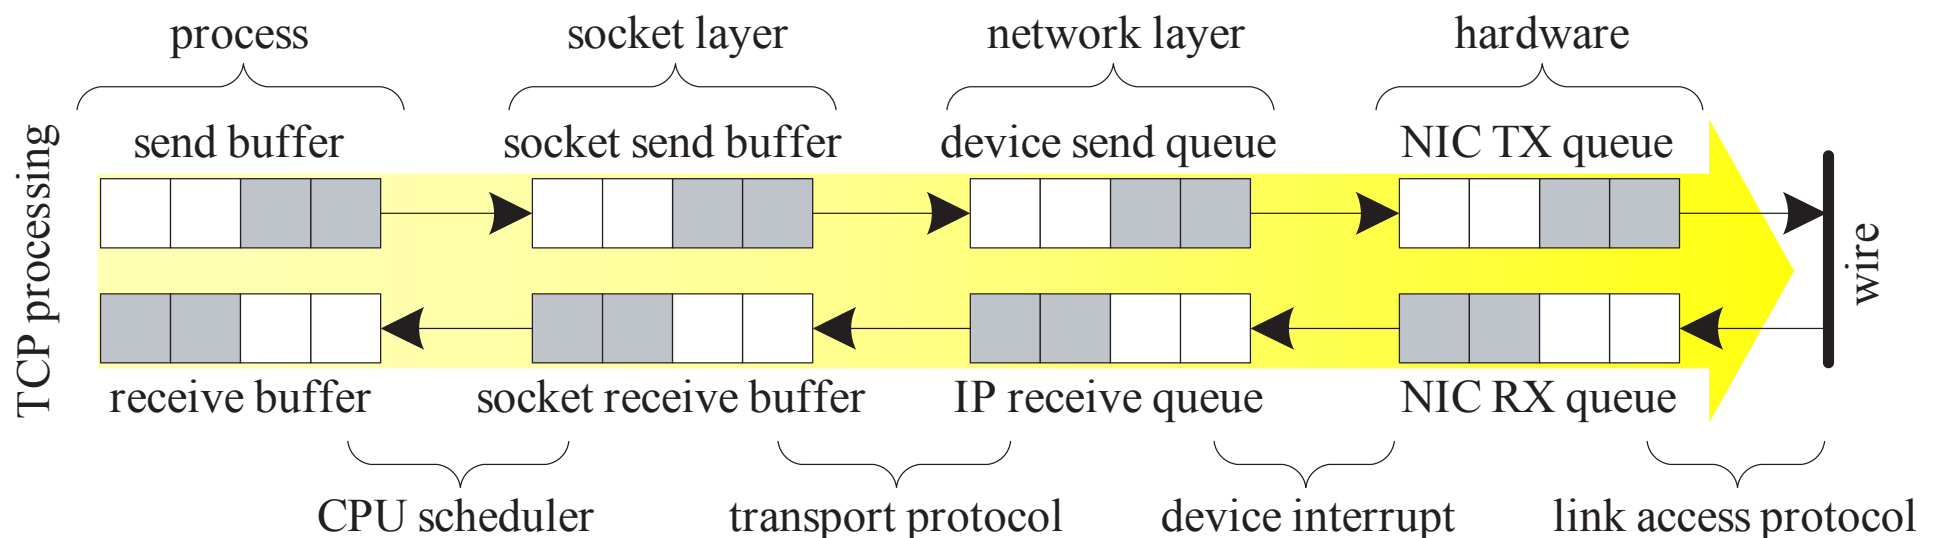 process
socket layer
network layer
hardware
send buffer
socket send buffer
device send queue
NIC TX queue
TCP processing
wire
receive buffer
socket receive buffer
IP receive queue
NIC RX queue
CPU scheduler
transport protocol
device interrupt
link access protocol